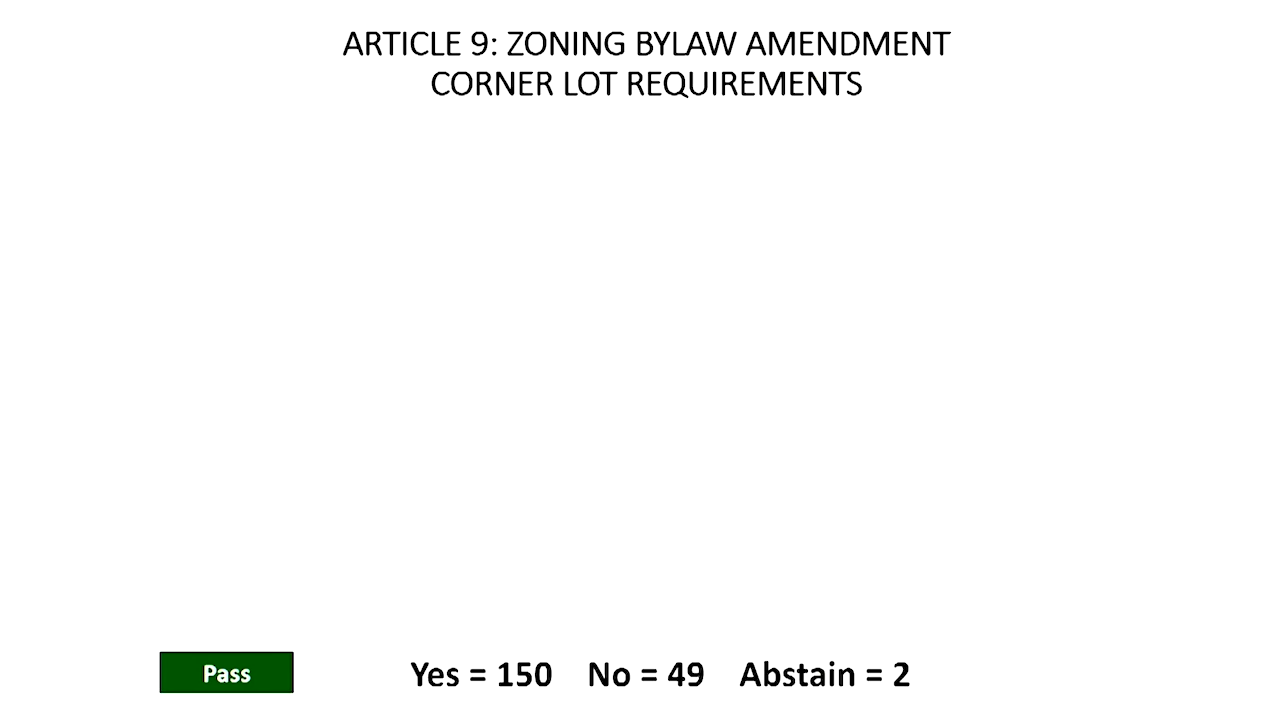 ARTICLE 9: ZONING BYLAW AMENDMENT
CORNER LOT REQUIREMENTS
Pass Yes = 150 No = 49 Abstain = 2